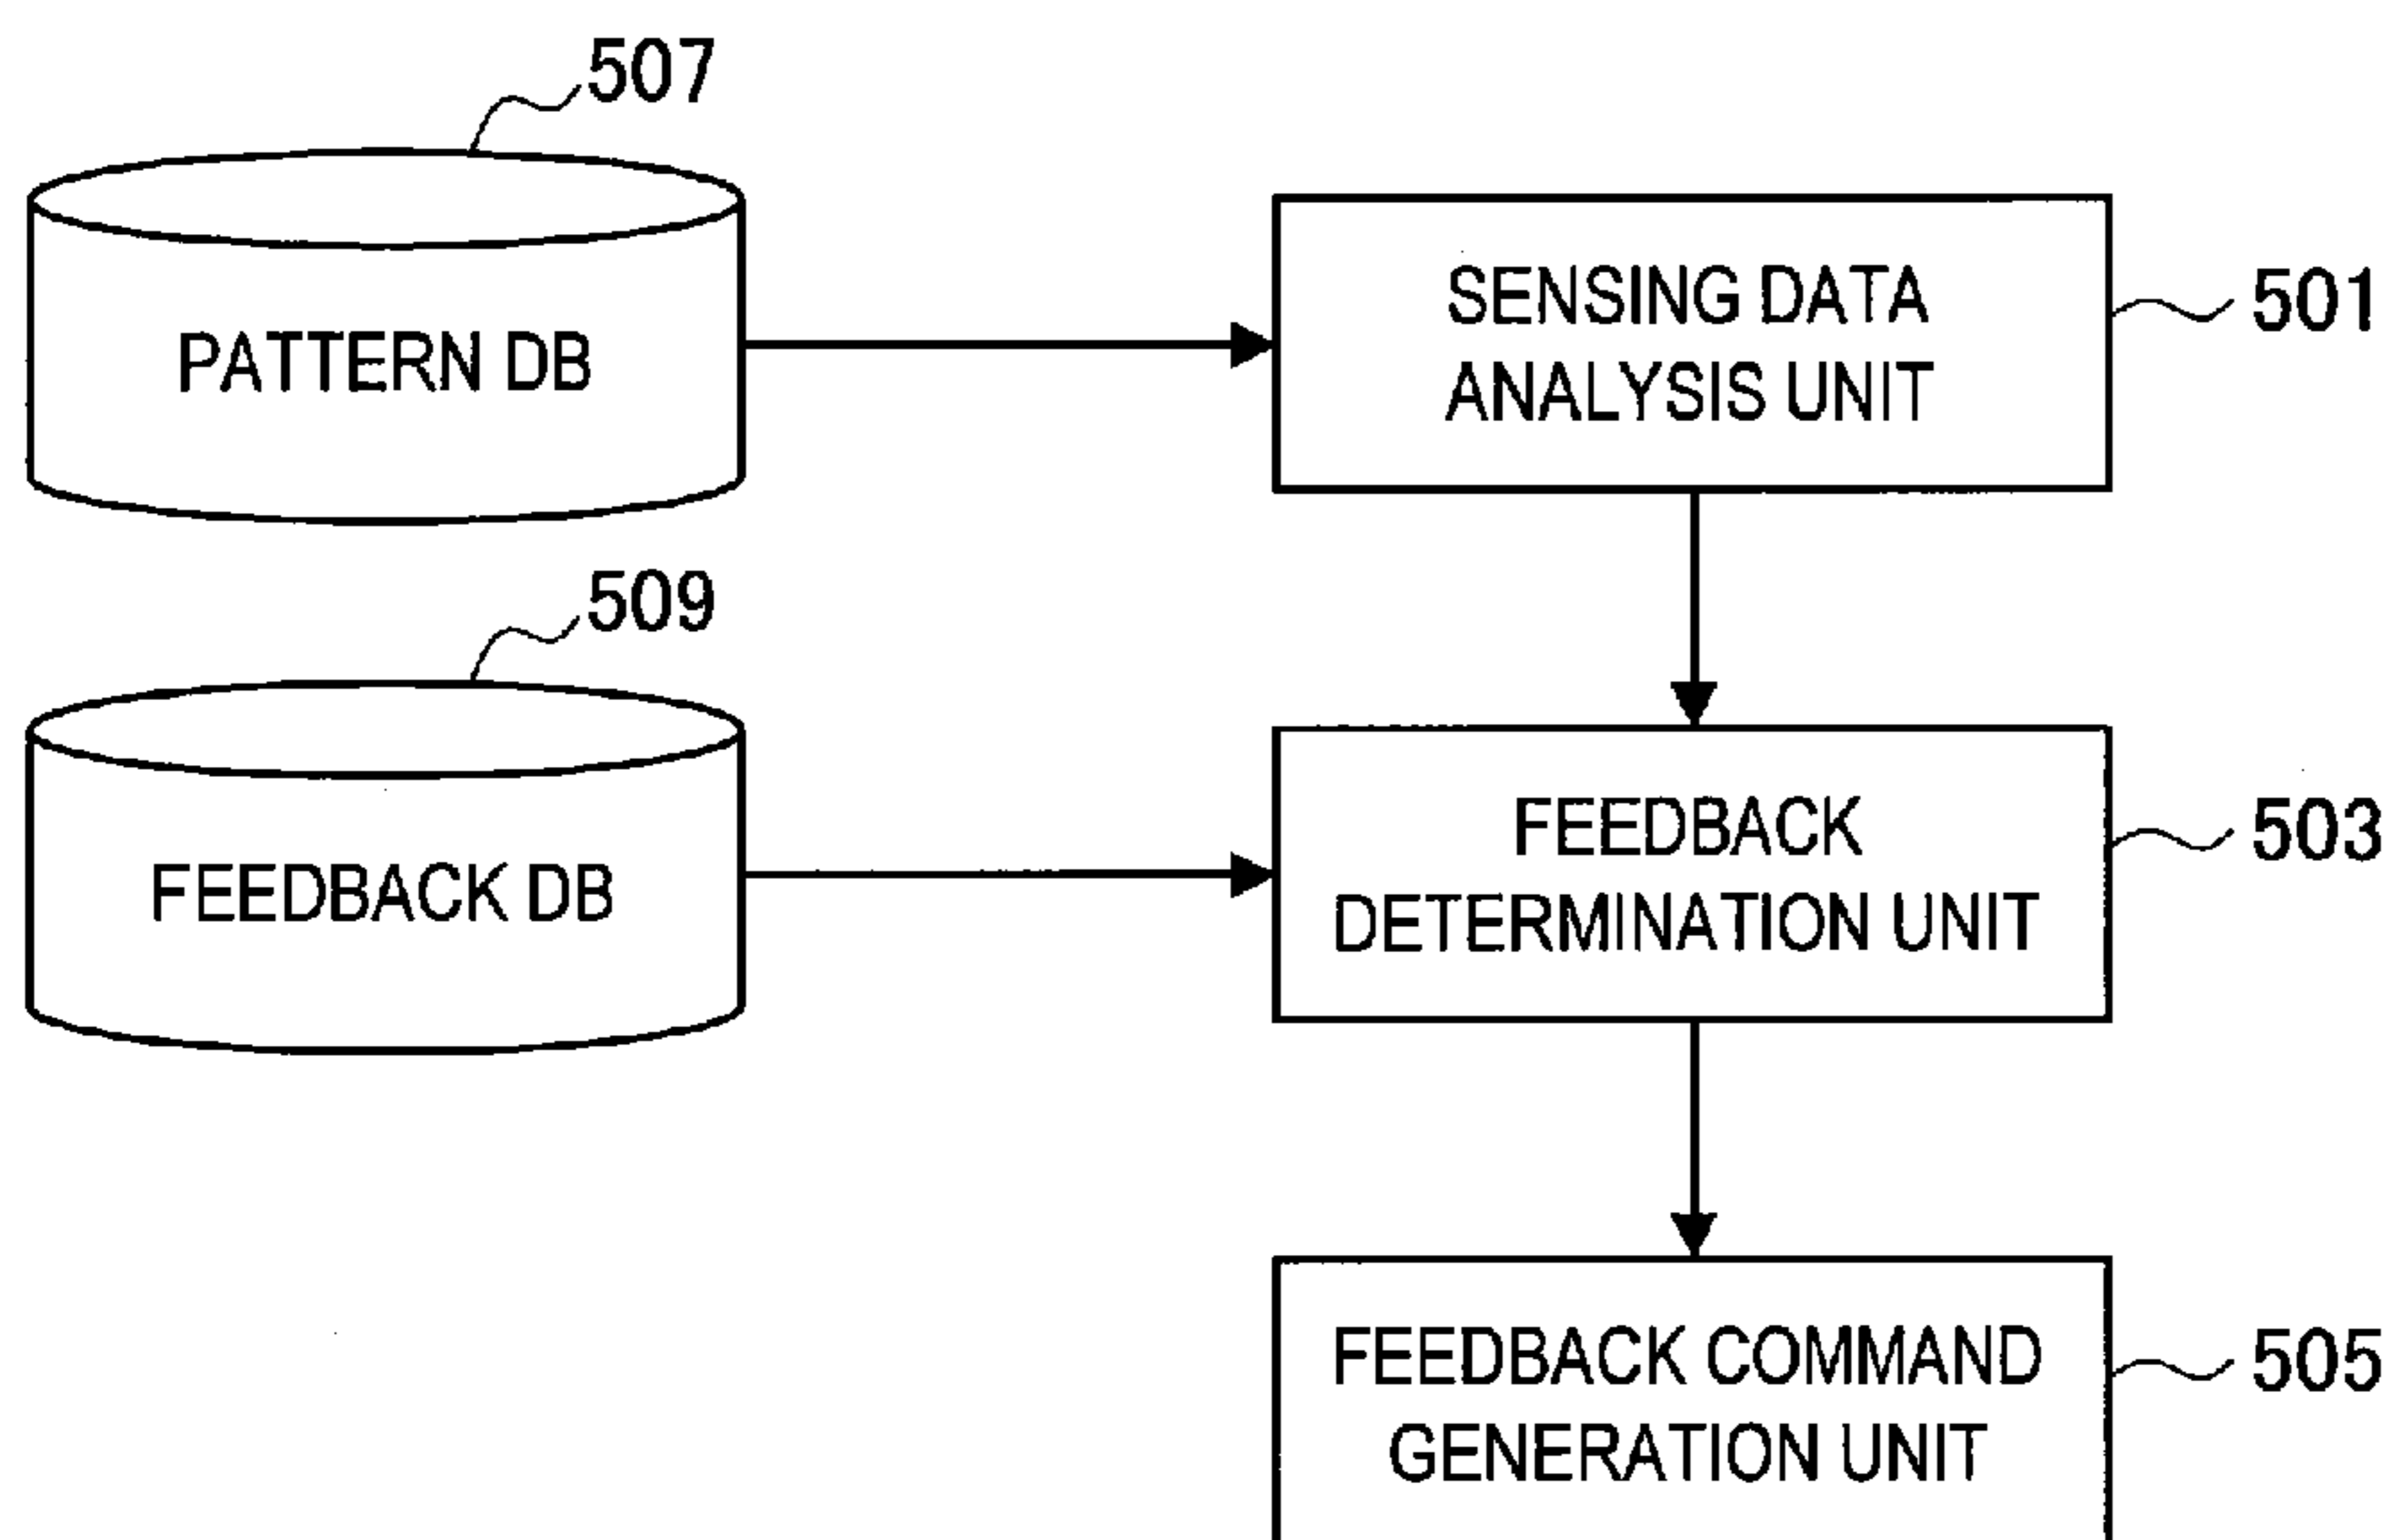 507
PATTERN DB
SENSING DATA
ANALYSIS UNIT
501
509
FEEDBACK DB
FEEDBACK
DETERMINATION UNIT
503
FEEDBACK COMMAND
GENERATION UNIT
505